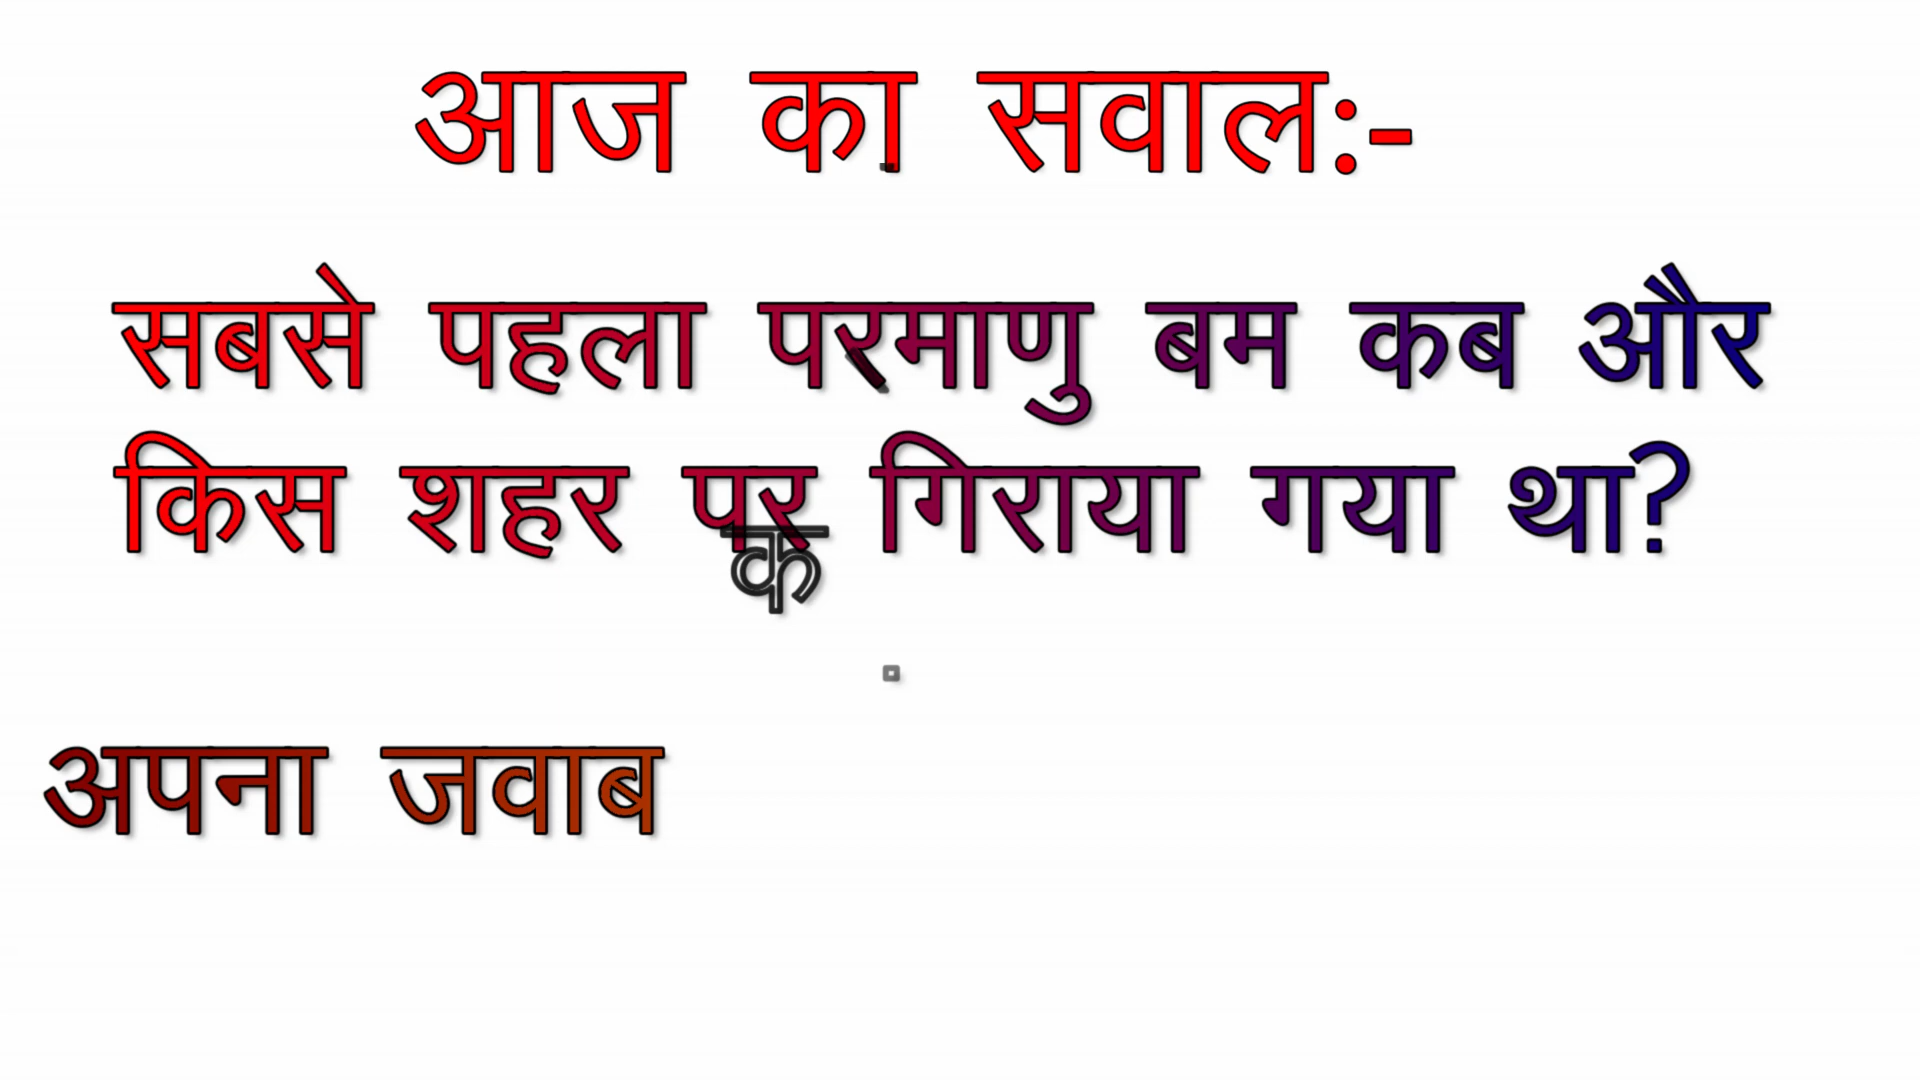 आज का सवाल:-
सबसे पहला परमाणु बम कब और
किस शहर पर गिराया गया था?
क
अपना जवाब